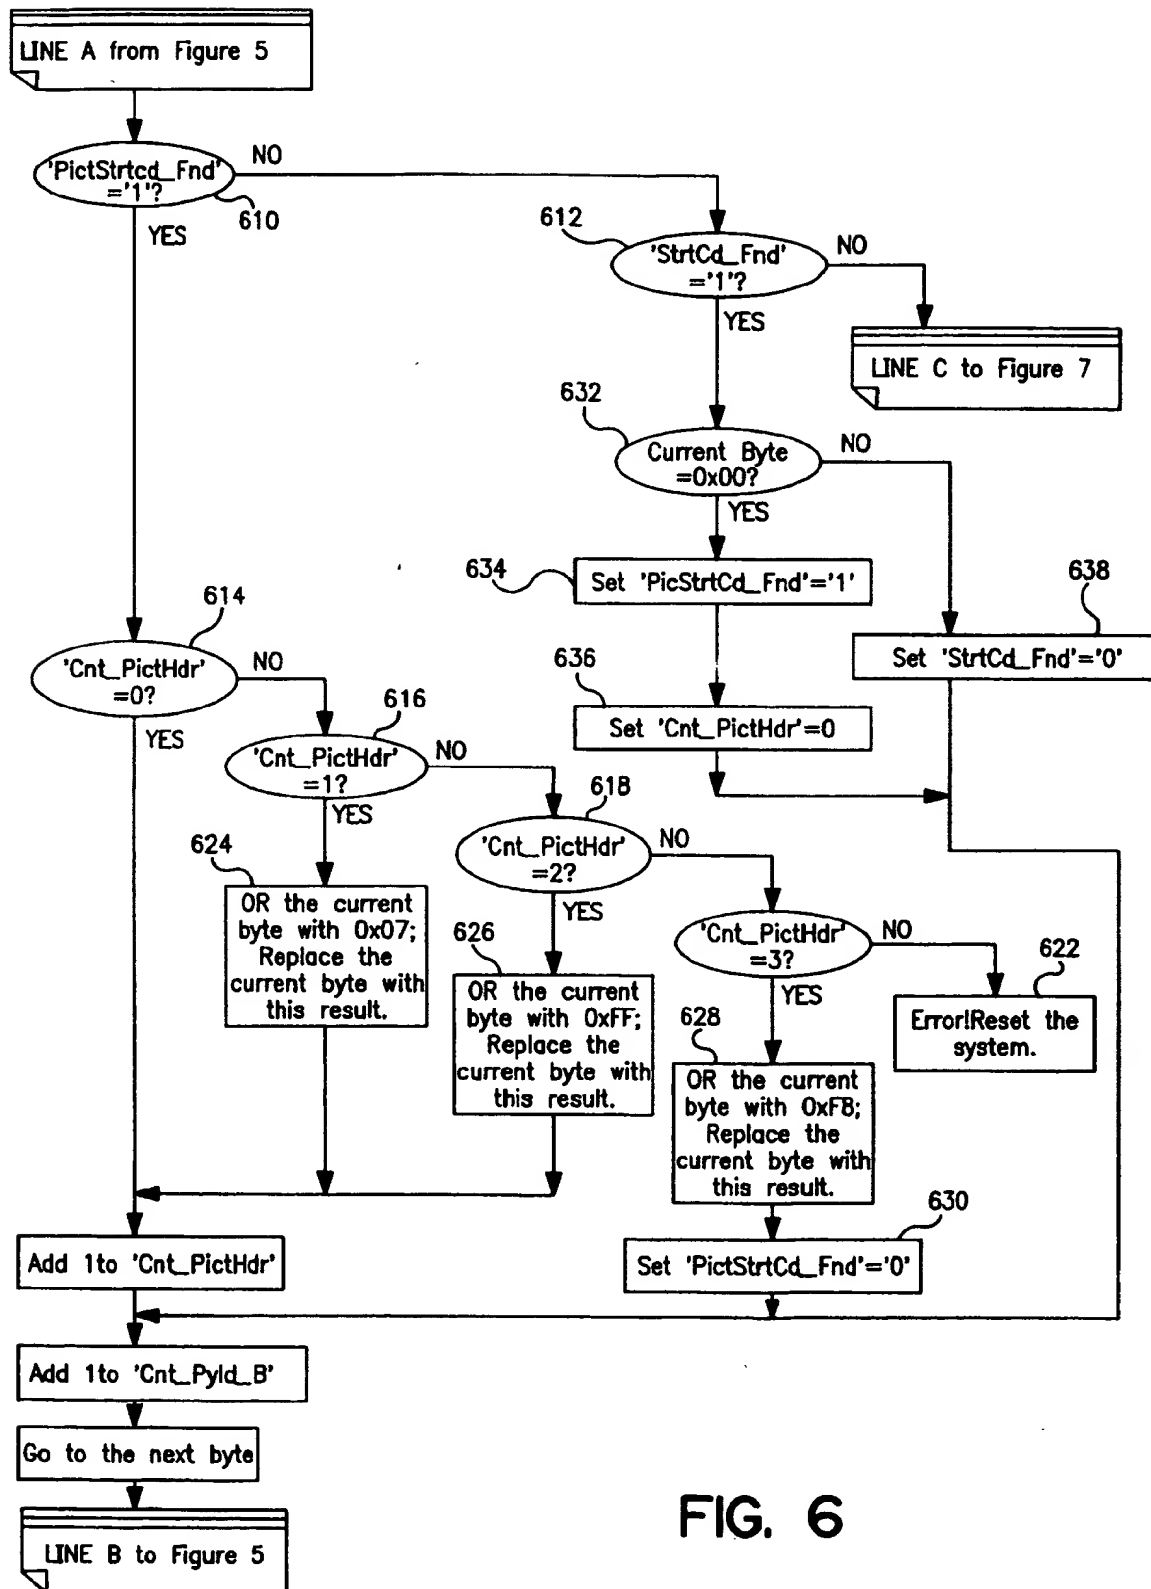 LINE A from Figure 5
'PictStrtcd_Fnd'
='1'?
NO
610
YES
612
'StrtCd_Fnd'
='1'?
NO
YES
LINE C to Figure 7
632
Current Byte
=0x00?
NO
YES
634
Set 'PicStrtCd_Fnd'='1'
638
Set 'StrtCd_Fnd'='0'
614
'Cnt_PictHdr'
=0?
NO
YES
636
Set 'Cnt_PictHdr'=0
616
'Cnt_PictHdr'
=1?
NO
YES
618
'Cnt_PictHdr'
=2?
NO
YES
624
OR the current
byte with 0x07;
Replace the
current byte with
this result.
'Cnt_PictHdr'
=3?
NO
YES
626
OR the current
byte with 0xFF;
Replace the
current byte with
this result.
622
Error!Reset the
system.
628
OR the current
byte with 0xF8;
Replace the
current byte with
this result.
630
Set 'PictStrtCd_Fnd'='0'
Add 1to 'Cnt_PictHdr'
Add 1to 'Cnt_Pyld_B'
Go to the next byte
LINE B to Figure 5
FIG. 6